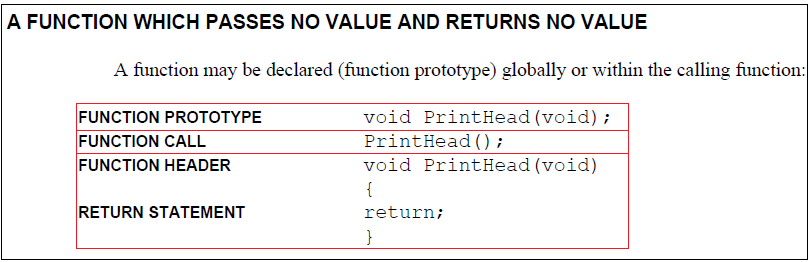 A FUNCTION WHICH PASSES NO VALUE AND RETURNS NO VALUE
A function may be declared (function prototype) globally or within the calling function:
FUNCTION PROTOTYPE void PrintHead(void);
FUNCTION CALL PrintHead();
FUNCTION HEADER void PrintHead(void)
{
RETURN STATEMENT return;
}